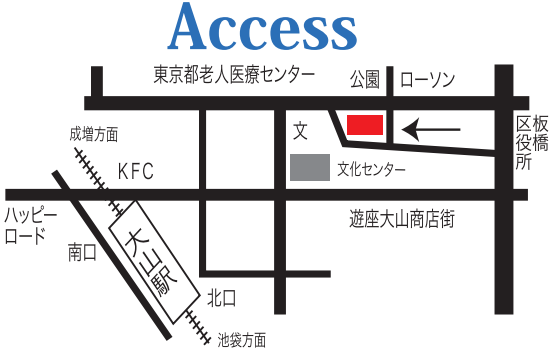 Access
東京都老人医療センター
公園
ローソン
文
板橋
区役所
成増方面
KFC
文化センター
ハッピー
ロード
遊座大山商店街
南口
大山駅
北口
池袋方面